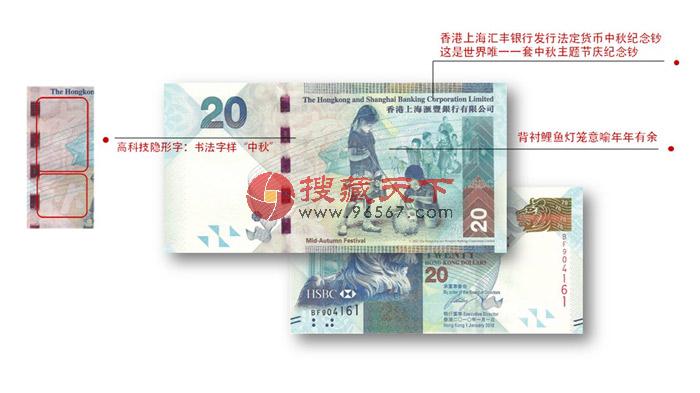 香港上海汇丰银行发行法定货币中秋纪念钞
这是世界唯一一套中秋主题节庆纪念钞
The Hongkong
20
The Hongkong and Shanghai Banking Corporation Limited
香港上海滙豐銀行有限公司
高科技隐形字：书法字样“中秋”
背衬鲤鱼灯笼意喻年年有余
搜藏天下
www.96567.com
20
Mid-Autumn Festival
TWENTY
HONG KONG DOLLARS
20
HSBC
BF904161
BF904161
Hong Kong 1 January 2010